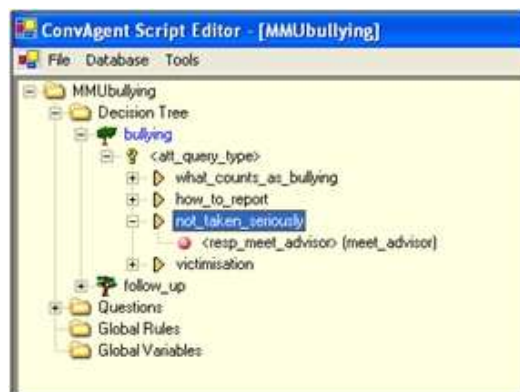 ConvAgent Script Editor - [MMUbullying]
File Database Tools
MMUbullying
Decision Tree
bullying
<att_query_type>
what_counts_as_bullying
how_to_report
not_taken_seriously
<resp_meet_advisor> (meet_advisor)
victimisation
follow_up
Questions
Global Rules
Global Variables